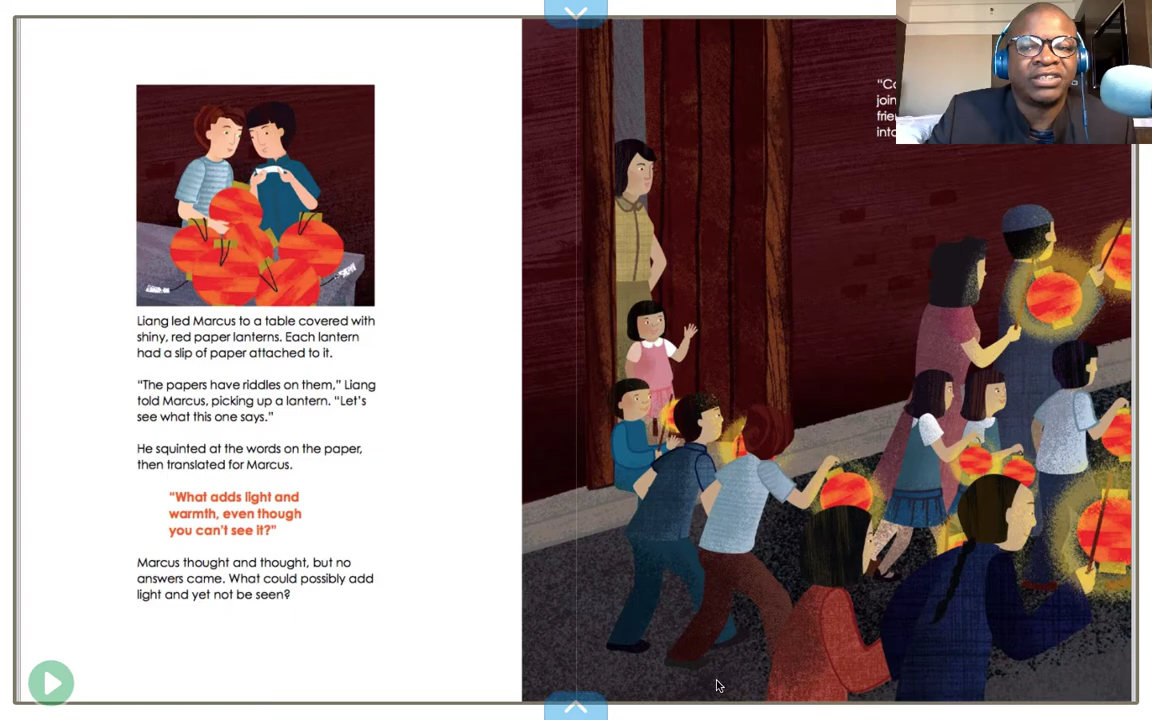 Liang led Marcus to a table covered with
shiny, red paper lanterns. Each lantern
had a slip of paper attached to it.
“The papers have riddles on them,” Liang
told Marcus, picking up a lantern. “Let’s
see what this one says.”
He squinted at the words on the paper,
then translated for Marcus.
“What adds light and
warmth, even though
you can’t see it?”
Marcus thought and thought, but no
answers came. What could possibly add
light and yet not be seen?